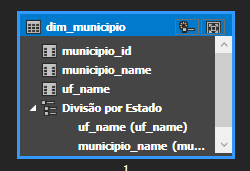 dim_municipio
municipio_id
municipio_name
uf_name
Divisão por Estado
uf_name (uf_name)
municipio_name (mu...
1